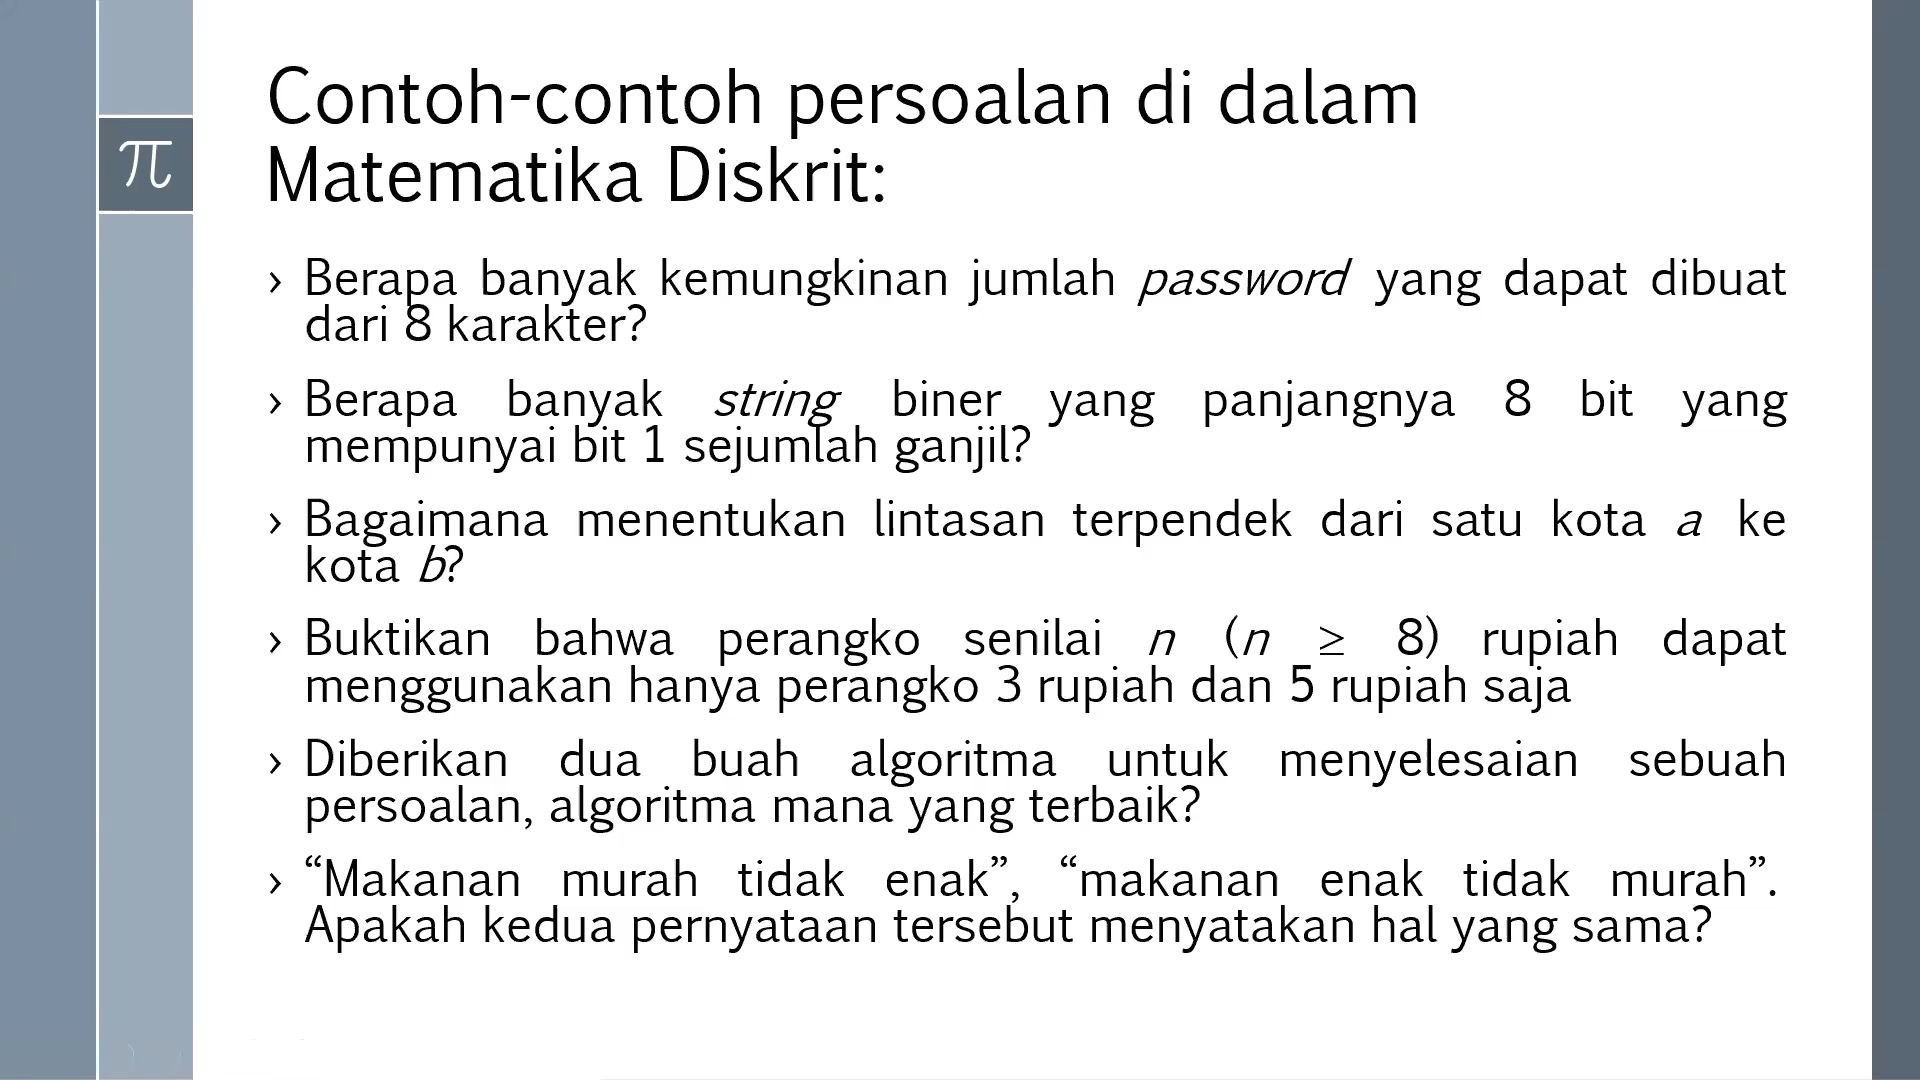 Contoh-contoh persoalan di dalam
Matematika Diskrit:
π
› Berapa banyak kemungkinan jumlah password yang dapat dibuat
dari 8 karakter?
› Berapa banyak string biner yang panjangnya 8 bit yang
mempunyai bit 1 sejumlah ganjil?
› Bagaimana menentukan lintasan terpendek dari satu kota a ke
kota b?
› Buktikan bahwa perangko senilai n (n ≥ 8) rupiah dapat
menggunakan hanya perangko 3 rupiah dan 5 rupiah saja
› Diberikan dua buah algoritma untuk menyelesaian sebuah
persoalan, algoritma mana yang terbaik?
› “Makanan murah tidak enak”, “makanan enak tidak murah”.
Apakah kedua pernyataan tersebut menyatakan hal yang sama?